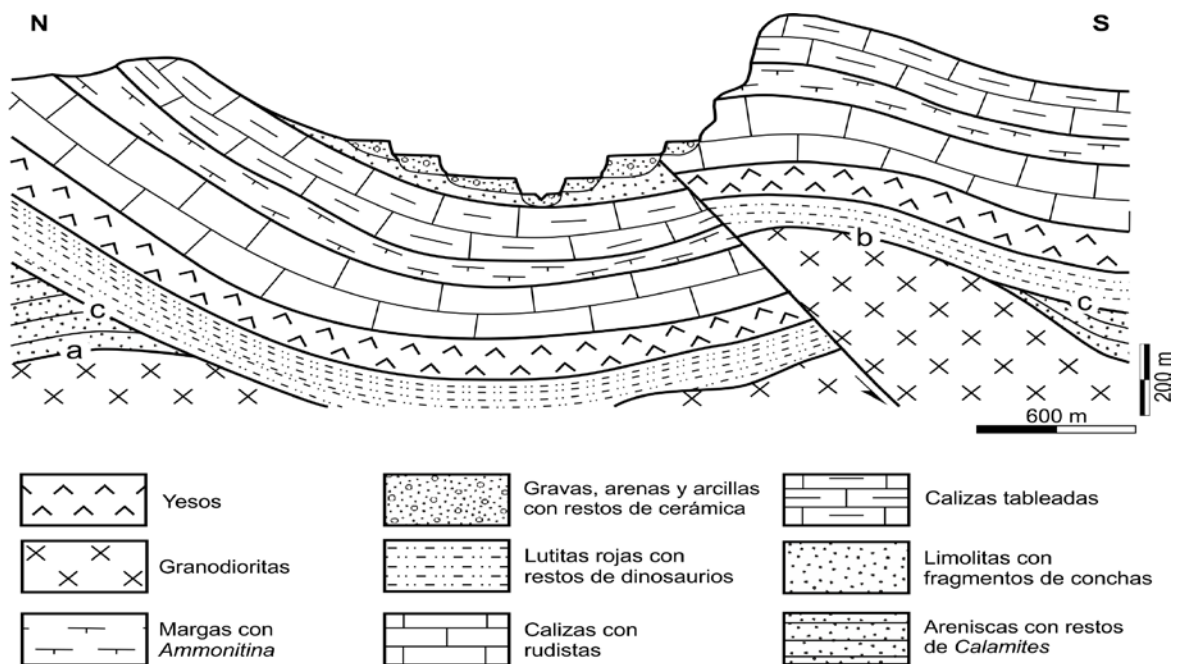 N
S
b
c
c
a
200 m
600 m
Yesos
Gravas, arenas y arcillas
con restos de cerámica
Calizas tableadas
Granodioritas
Lutitas rojas con
restos de dinosaurios
Limolitas con
fragmentos de conchas
Margas con
Ammonitina
Calizas con
rudistas
Areniscas con restos
de Calamites